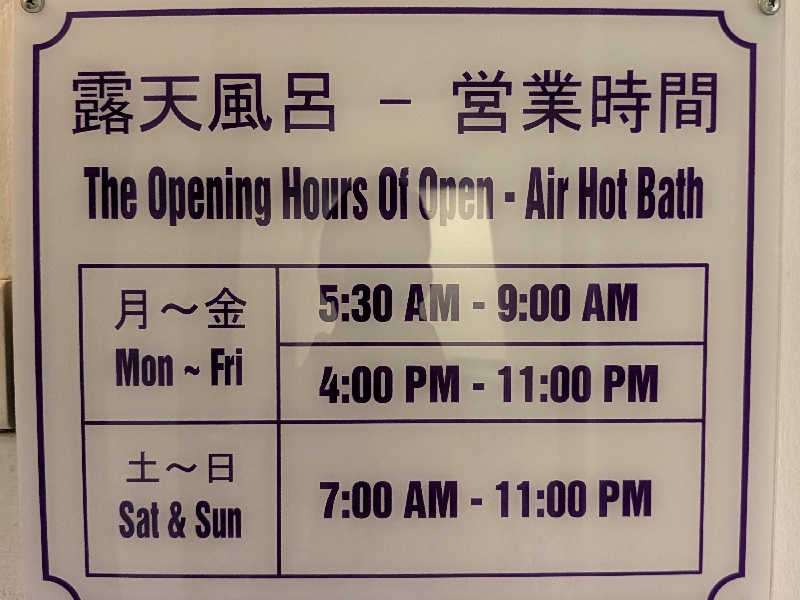 露天風呂 - 営業時間
The Opening Hours Of Open - Air Hot Bath
月～金
Mon ~ Fri
5:30 AM - 9:00 AM
4:00 PM - 11:00 PM
土～日
Sat & Sun
7:00 AM - 11:00 PM